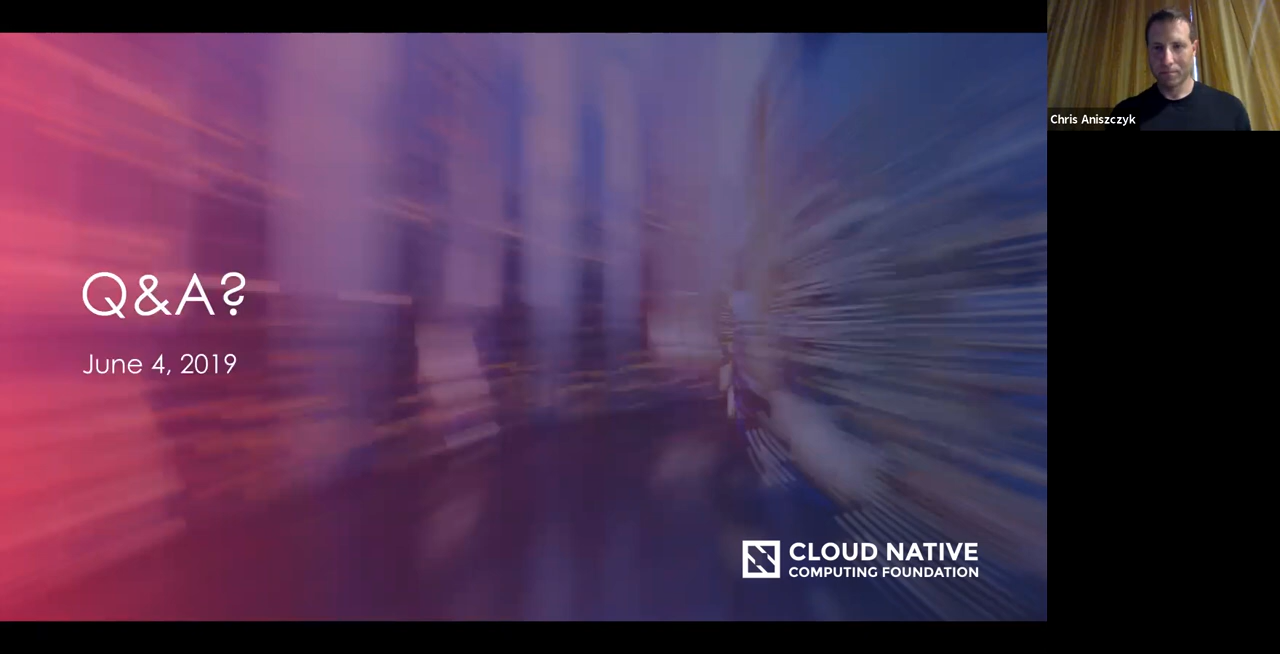 Chris Aniszczyk
Q&A?
June 4, 2019
CLOUD NATIVE
COMPUTING FOUNDATION